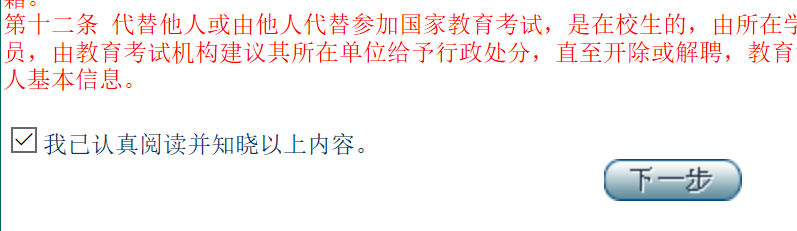 籍。
第十二条 代替他人或由他人代替参加国家教育考试，是在校生的，由所在学
员，由教育考试机构建议其所在单位给予行政处分，直至开除或解聘，教育
人基本信息。
我已认真阅读并知晓以上内容。
下一步